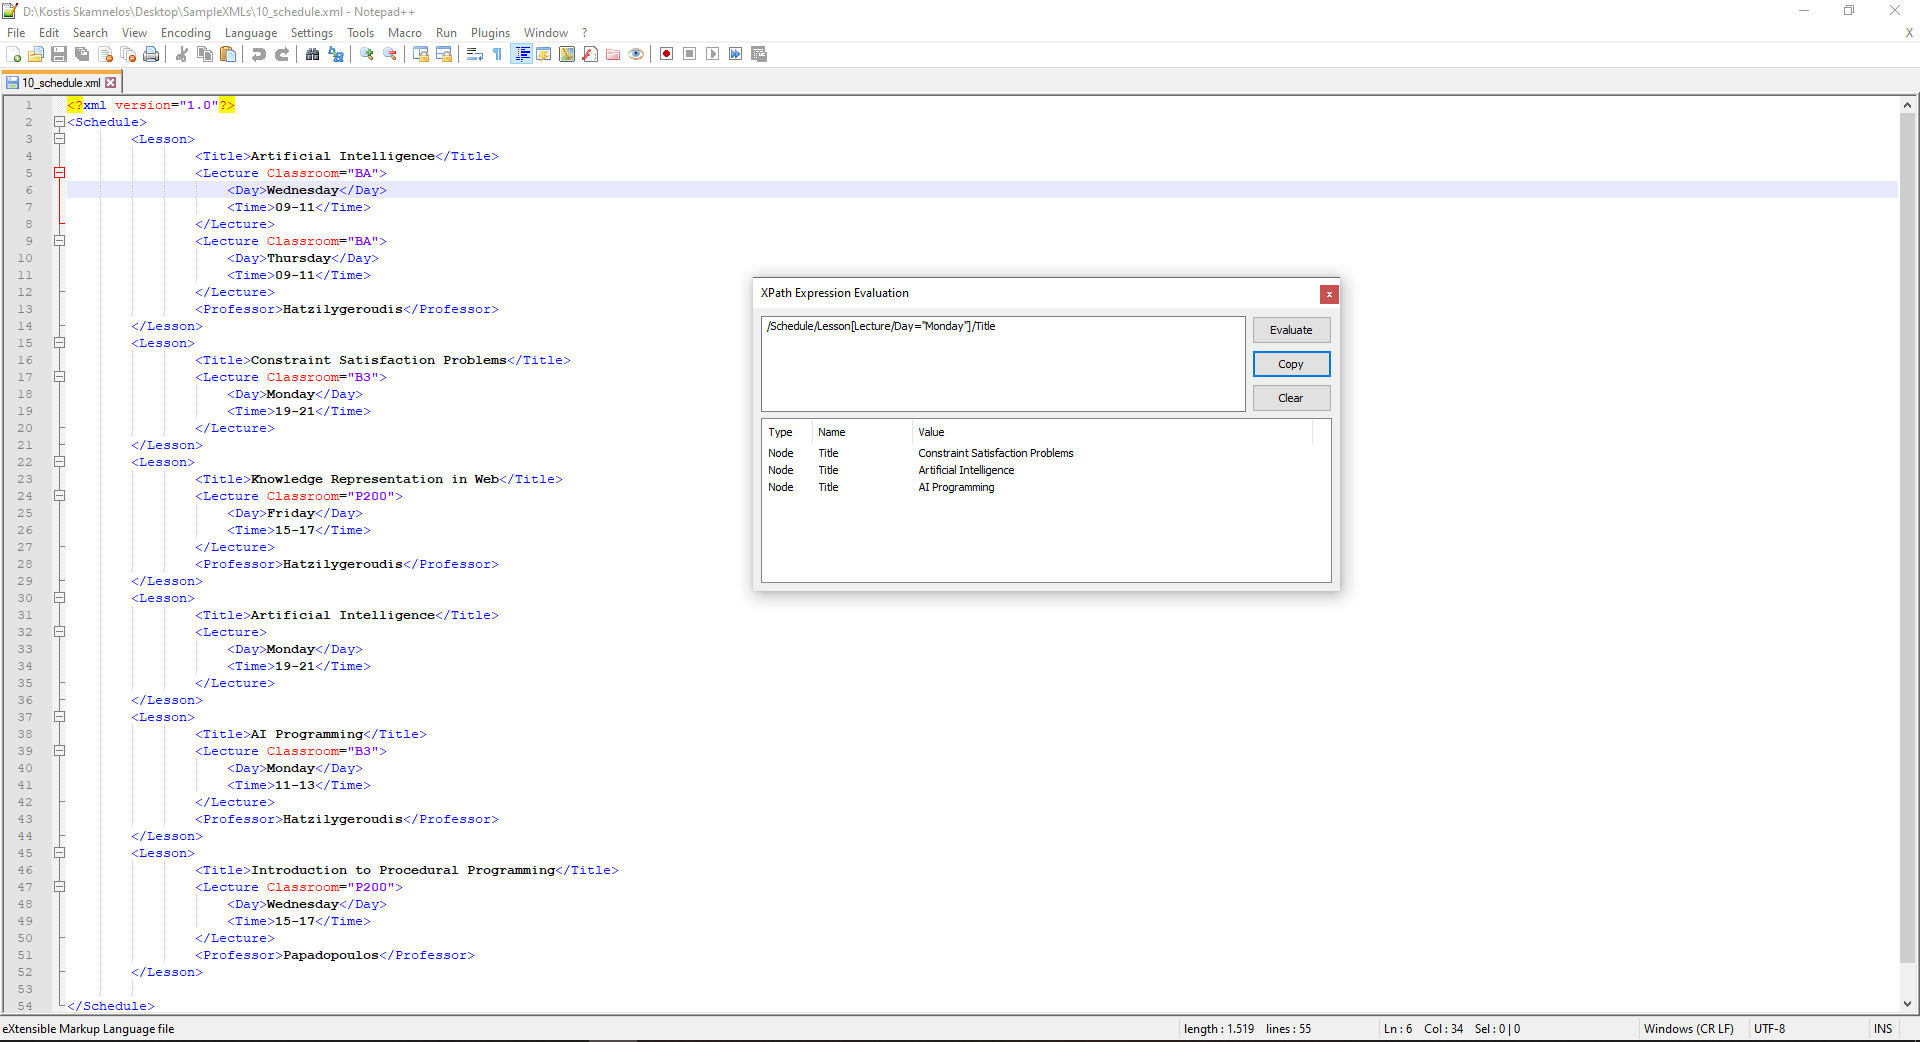 D:\Kostis Skamnelos\Desktop\SampleXMLs\10_schedule.xml - Notepad++
File Edit Search View Encoding Language Settings Tools Macro Run Plugins Window ? X
10_schedule.xml
1 <?xml version="1.0"?>
2 <Schedule>
3 <Lesson>
4 <Title>Artificial Intelligence</Title>
5 <Lecture Classroom="BA">
6 <Day>Wednesday</Day>
7 <Time>09-11</Time>
8 </Lecture>
9 <Lecture Classroom="BA">
10 <Day>Thursday</Day>
11 <Time>09-11</Time>
12 </Lecture>
13 <Professor>Hatzilygeroudis</Professor>
14 </Lesson>
15 <Lesson>
16 <Title>Constraint Satisfaction Problems</Title>
17 <Lecture Classroom="B3">
18 <Day>Monday</Day>
19 <Time>19-21</Time>
20 </Lecture>
21 </Lesson>
22 <Lesson>
23 <Title>Knowledge Representation in Web</Title>
24 <Lecture Classroom="P200">
25 <Day>Friday</Day>
26 <Time>15-17</Time>
27 </Lecture>
28 <Professor>Hatzilygeroudis</Professor>
29 </Lesson>
30 <Lesson>
31 <Title>Artificial Intelligence</Title>
32 <Lecture>
33 <Day>Monday</Day>
34 <Time>19-21</Time>
35 </Lecture>
36 </Lesson>
37 <Lesson>
38 <Title>AI Programming</Title>
39 <Lecture Classroom="B3">
40 <Day>Monday</Day>
41 <Time>11-13</Time>
42 </Lecture>
43 <Professor>Hatzilygeroudis</Professor>
44 </Lesson>
45 <Lesson>
46 <Title>Introduction to Procedural Programming</Title>
47 <Lecture Classroom="P200">
48 <Day>Wednesday</Day>
49 <Time>15-17</Time>
50 </Lecture>
51 <Professor>Papadopoulos</Professor>
52 </Lesson>
53
54 </Schedule>
XPath Expression Evaluation
/Schedule/Lesson[Lecture/Day="Monday"]/Title
Evaluate
Copy
Clear
Type Name Value
Node Title Constraint Satisfaction Problems
Node Title Artificial Intelligence
Node Title AI Programming
eXtensible Markup Language file length : 1.519 lines : 55 Ln : 6 Col : 34 Sel : 0 | 0 Windows (CR LF) UTF-8 INS